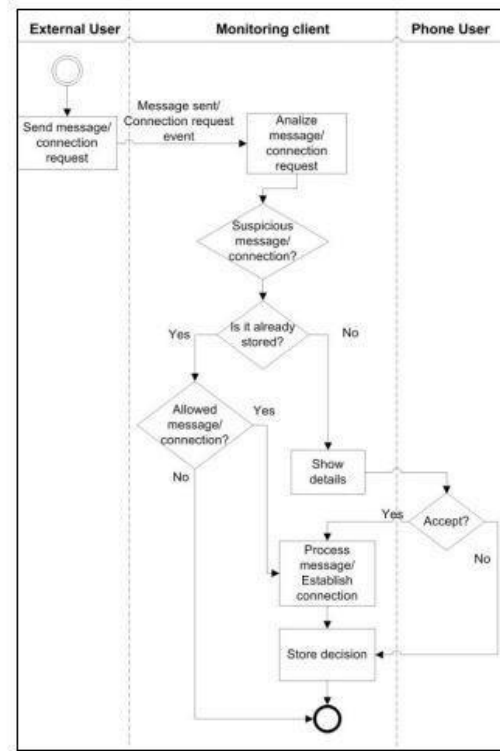 External User
Monitoring client
Phone User
Send message/
connection
request
Message sent/
Connection request
event
Analize
message/
connection
request
Suspicious
message/
connection?
Is it already
stored?
Yes
No
Allowed
message/
connection?
Yes
No
Show
details
Accept?
Yes
No
Process
message/
Establish
connection
Store decision